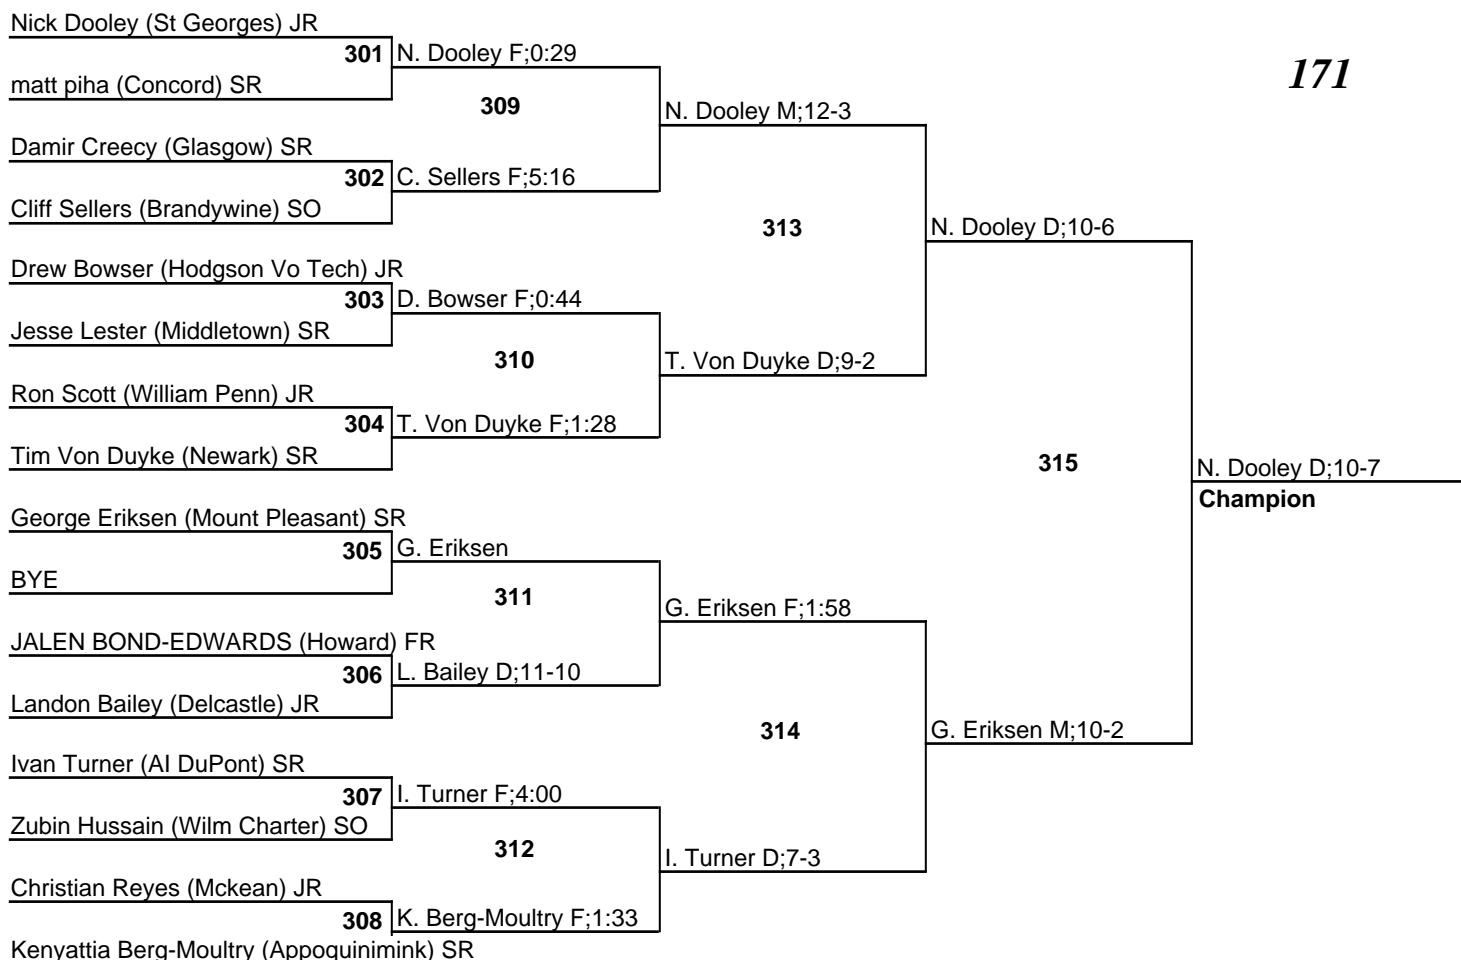 Nick Dooley (St Georges) JR
301 N. Dooley F;0:29
171
matt piha (Concord) SR
309
N. Dooley M;12-3
Damir Creecy (Glasgow) SR
302 C. Sellers F;5:16
Cliff Sellers (Brandywine) SO
313
N. Dooley D;10-6
Drew Bowser (Hodgson Vo Tech) JR
303 D. Bowser F;0:44
Jesse Lester (Middletown) SR
310
T. Von Duyke D;9-2
Ron Scott (William Penn) JR
304 T. Von Duyke F;1:28
Tim Von Duyke (Newark) SR
315
N. Dooley D;10-7
Champion
George Eriksen (Mount Pleasant) SR
305 G. Eriksen
BYE
311
G. Eriksen F;1:58
JALEN BOND-EDWARDS (Howard) FR
306 L. Bailey D;11-10
Landon Bailey (Delcastle) JR
314
G. Eriksen M;10-2
Ivan Turner (AI DuPont) SR
307 I. Turner F;4:00
Zubin Hussain (Wilm Charter) SO
312
I. Turner D;7-3
Christian Reyes (Mckean) JR
308 K. Berg-Moultry F;1:33
Kenyattia Berg-Moultry (Appoquinimink) SR